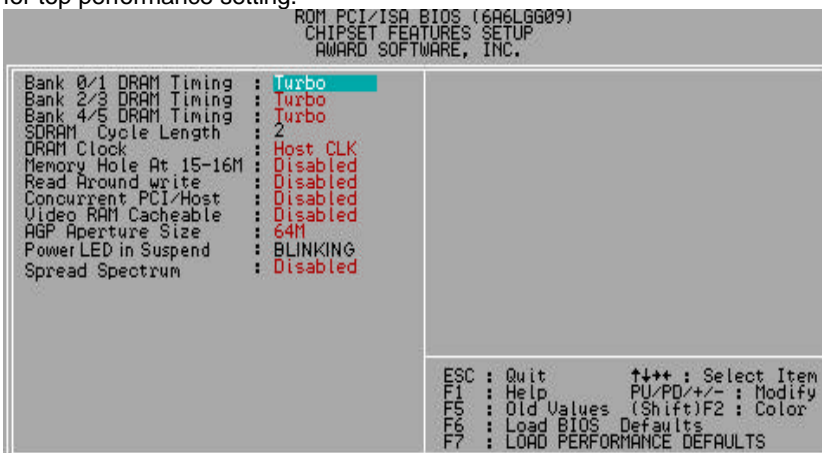 for top performance setting.
ROM PCI/ISA BIOS (6A6LGG09)
CHIPSET FEATURES SETUP
AWARD SOFTWARE, INC.
Bank 0/1 DRAM Timing : Turbo
Bank 2/3 DRAM Timing : Turbo
Bank 4/5 DRAM Timing : Turbo
SDRAM Cycle Length : 2
DRAM Clock : Host CLK
Memory Hole At 15-16M : Disabled
Read Around write : Disabled
Concurrent PCI/Host : Disabled
Video RAM Cacheable : Disabled
AGP Aperture Size : 64M
Power LED in Suspend : BLINKING
Spread Spectrum : Disabled
ESC : Quit ↑↓→← : Select Item
F1 : Help PU/PD/+/- : Modify
F5 : Old Values (Shift)F2 : Color
F6 : Load BIOS Defaults
F7 : LOAD PERFORMANCE DEFAULTS